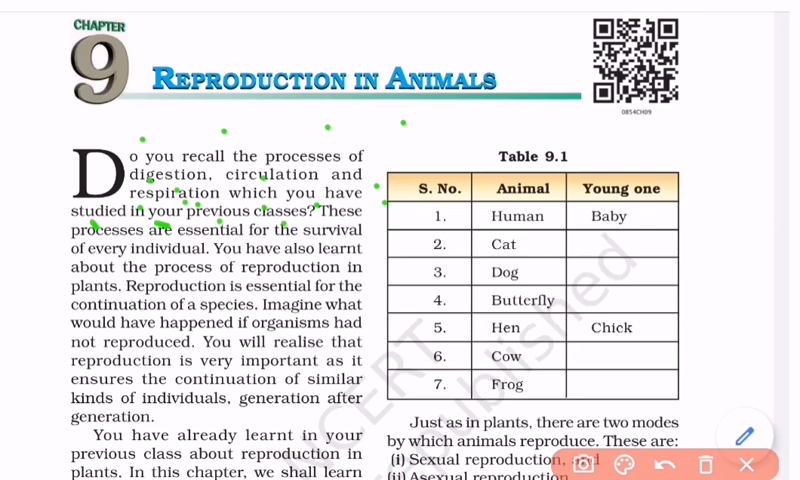 CHAPTER
9
REPRODUCTION IN ANIMALS
0854CH09
Do you recall the processes of
digestion, circulation and
respiration which you have
studied in your previous classes? These
processes are essential for the survival
of every individual. You have also learnt
about the process of reproduction in
plants. Reproduction is essential for the
continuation of a species. Imagine what
would have happened if organisms had
not reproduced. You will realise that
reproduction is very important as it
ensures the continuation of similar
kinds of individuals, generation after
generation.
You have already learnt in your
previous class about reproduction in
plants. In this chapter, we shall learn
Table 9.1
S. No. Animal Young one
1. Human Baby
2. Cat
3. Dog
4. Butterfly
5. Hen Chick
6. Cow
7. Frog
Just as in plants, there are two modes
by which animals reproduce. These are:
(i) Sexual reproduction, and
(ii) Asexual reproduction
NCERT
republished